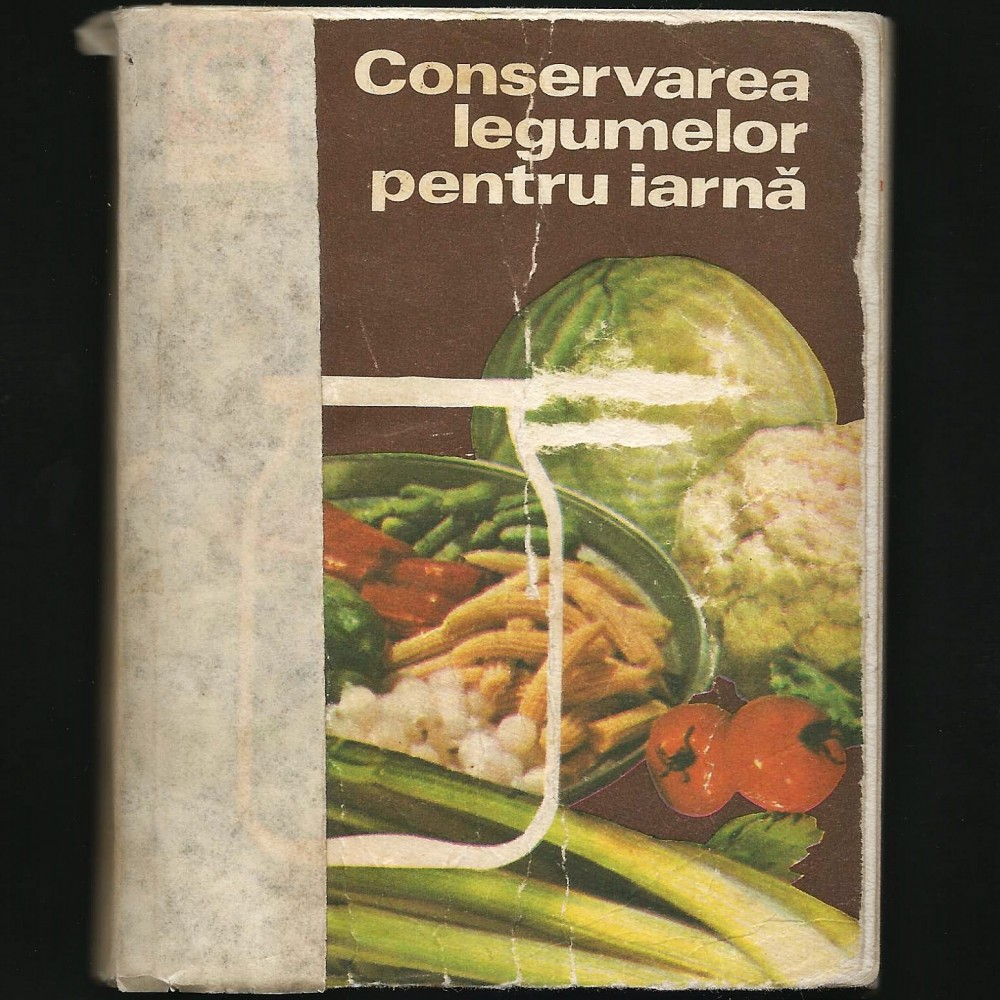 Conservarea
legumelor
pentru iarnă